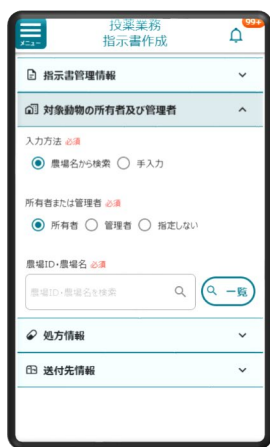 投薬業務
指示書作成
99+
メニュー
指示書管理情報
対象動物の所有者及び管理者
入力方法 必須
農場名から検索 手入力
所有者または管理者 必須
所有者 管理者 指定しない
農場ID・農場名 必須
農場ID・農場名を検索 一覧
処方情報
送付先情報